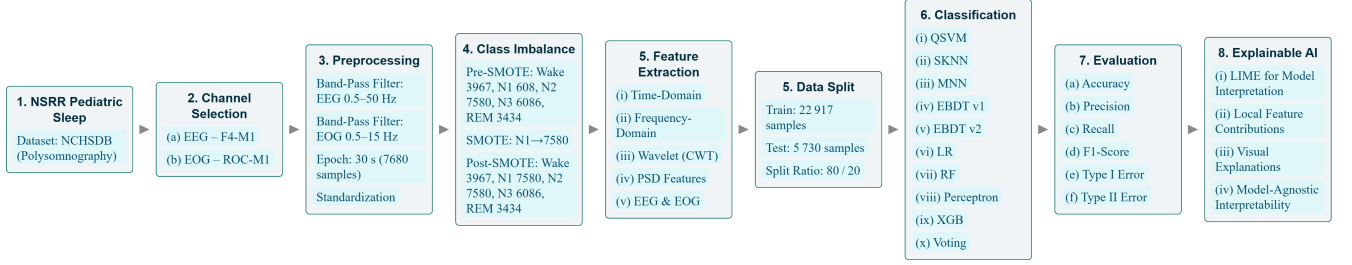 1. NSRR Pediatric
Sleep
Dataset: NCHSDB
(Polysomnography)
2. Channel
Selection
(a) EEG – F4-M1
(b) EOG – ROC-M1
3. Preprocessing
Band-Pass Filter:
EEG 0.5–50 Hz
Band-Pass Filter:
EOG 0.5–15 Hz
Epoch: 30 s (7680
samples)
Standardization
4. Class Imbalance
Pre-SMOTE: Wake
3967, N1 608, N2
7580, N3 6086,
REM 3434
SMOTE: N1→7580
Post-SMOTE: Wake
3967, N1 7580, N2
7580, N3 6086,
REM 3434
5. Feature
Extraction
(i) Time-Domain
(ii) Frequency-
Domain
(iii) Wavelet (CWT)
(iv) PSD Features
(v) EEG & EOG
5. Data Split
Train: 22 917
samples
Test: 5 730 samples
Split Ratio: 80 / 20
6. Classification
(i) QSVM
(ii) SKNN
(iii) MNN
(iv) EBDT v1
(v) EBDT v2
(vi) LR
(vii) RF
(viii) Perceptron
(ix) XGB
(x) Voting
7. Evaluation
(a) Accuracy
(b) Precision
(c) Recall
(d) F1-Score
(e) Type I Error
(f) Type II Error
8. Explainable AI
(i) LIME for Model
Interpretation
(ii) Local Feature
Contributions
(iii) Visual
Explanations
(iv) Model-Agnostic
Interpretability